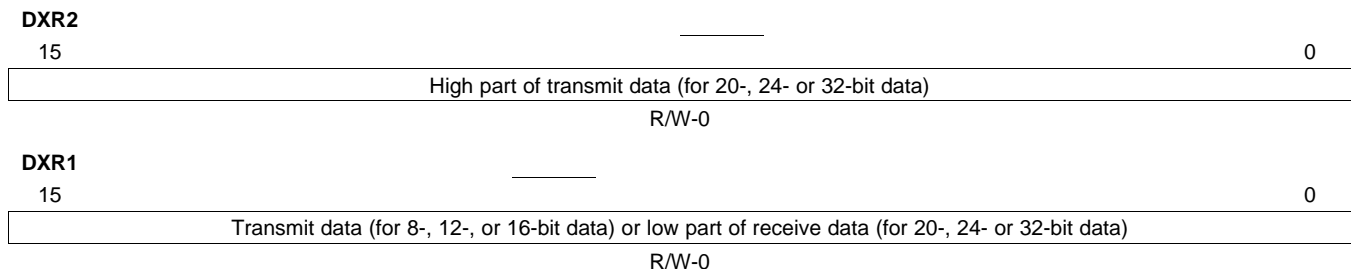 DXR2
15 0
High part of transmit data (for 20-, 24- or 32-bit data)
R/W-0
DXR1
15 0
Transmit data (for 8-, 12-, or 16-bit data) or low part of receive data (for 20-, 24- or 32-bit data)
R/W-0